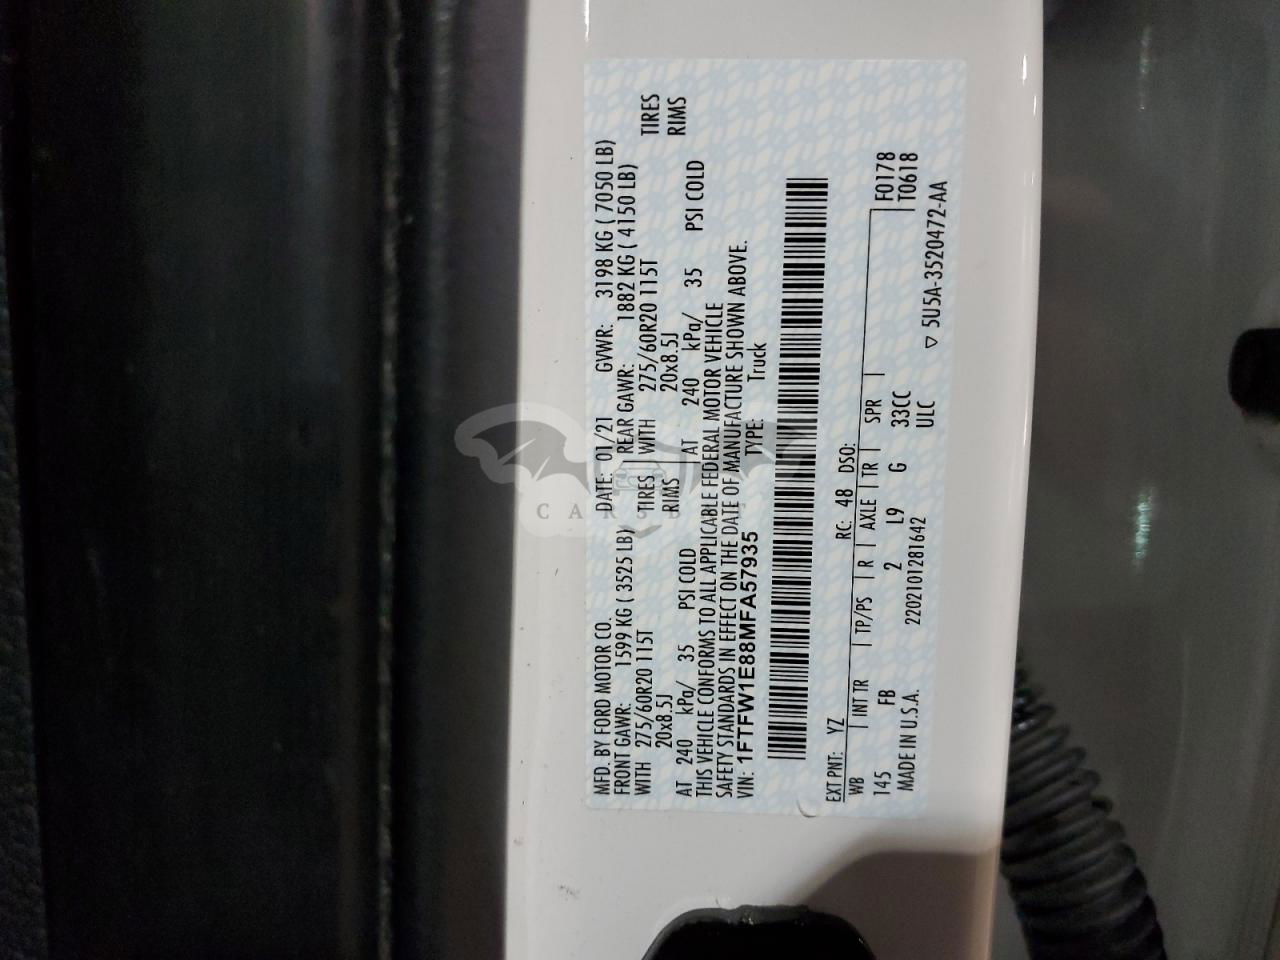 MFD. BY FORD MOTOR CO. DATE: 01/21 GVWR: 3198 KG ( 7050 LB)
FRONT GAWR: 1599 KG ( 3525 LB) REAR GAWR: 1882 KG ( 4150 LB)
WITH 275/60R20 115T TIRES WITH 275/60R20 115T TIRES
20x8.5J RIMS 20x8.5J RIMS
AT 240 kPa/ 35 PSI COLD AT 240 kPa/ 35 PSI COLD
THIS VEHICLE CONFORMS TO ALL APPLICABLE FEDERAL MOTOR VEHICLE
SAFETY STANDARDS IN EFFECT ON THE DATE OF MANUFACTURE SHOWN ABOVE.
VIN: 1FTFW1E88MFA57935 TYPE: Truck
EXT PNT: YZ RC: 48 DSO:
WB INT TR TP/PS R AXLE TR SPR F0178
145 FB 2 L9 G 33CC T0618
MADE IN U.S.A. 2202101281642 ULC ▽ 5U5A-3520472-AA